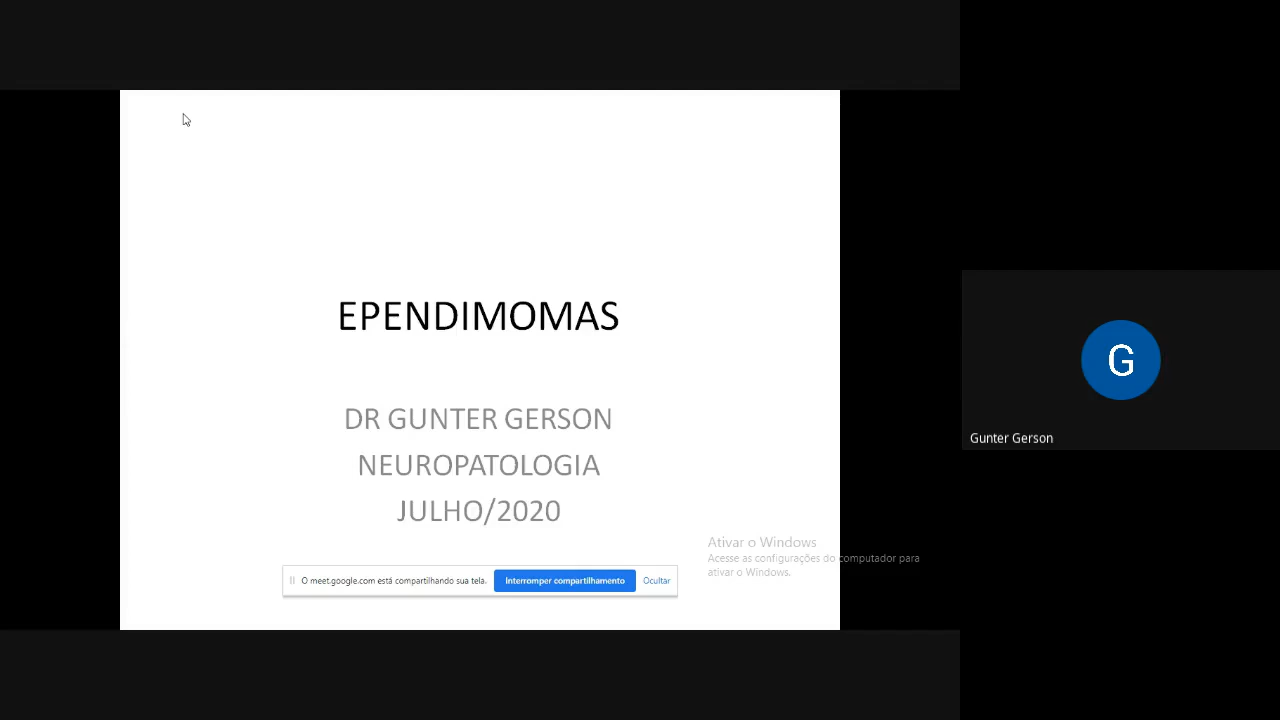 EPENDIMOMAS
DR GUNTER GERSON
NEUROPATOLOGIA
JULHO/2020
Ativar o Windows
Acesse as configurações do computador para
ativar o Windows.
O meet.google.com está compartilhando sua tela.
Interromper compartilhamento
Ocultar
G
Gunter Gerson